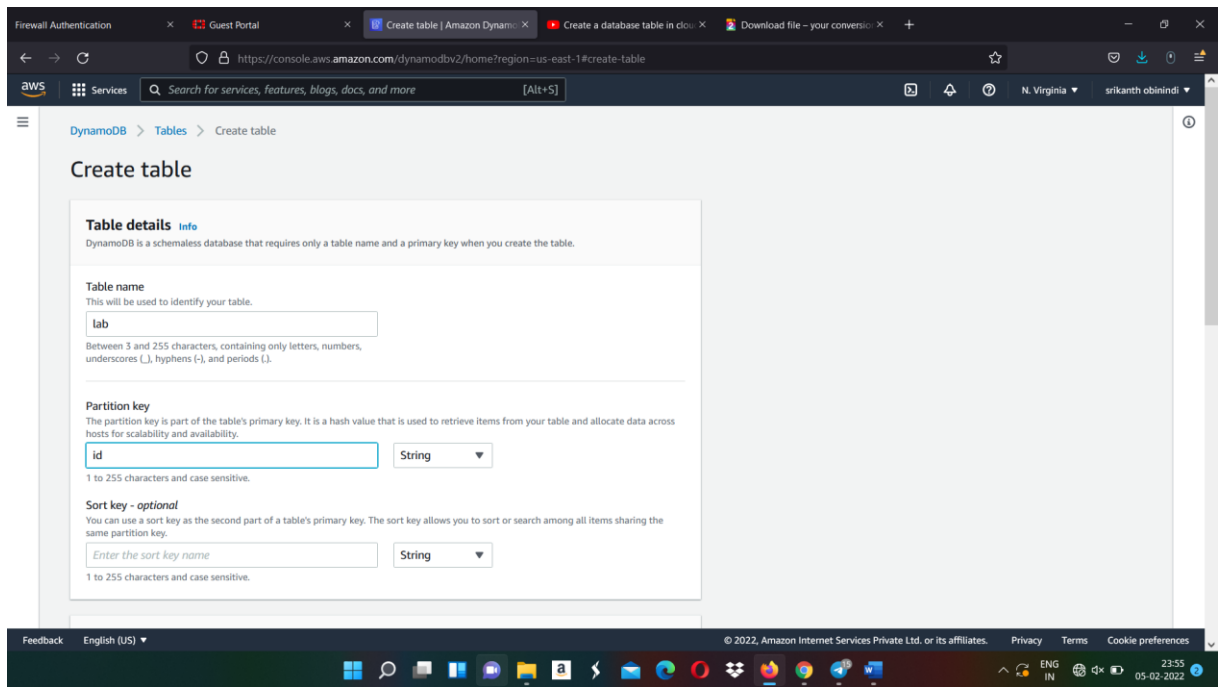 Firewall Authentication
Guest Portal
Create table | Amazon Dynamo
Create a database table in clou
Download file – your conversion
https://console.aws.amazon.com/dynamodbv2/home?region=us-east-1#create-table
aws
Services
Search for services, features, blogs, docs, and more
[Alt+S]
N. Virginia
srikanth obinindi
DynamoDB > Tables > Create table
Create table
Table details Info
DynamoDB is a schemaless database that requires only a table name and a primary key when you create the table.
Table name
This will be used to identify your table.
lab
Between 3 and 255 characters, containing only letters, numbers,
underscores (_), hyphens (-), and periods (.).
Partition key
The partition key is part of the table's primary key. It is a hash value that is used to retrieve items from your table and allocate data across
hosts for scalability and availability.
id
String
1 to 255 characters and case sensitive.
Sort key - optional
You can use a sort key as the second part of a table's primary key. The sort key allows you to sort or search among all items sharing the
same partition key.
Enter the sort key name
String
1 to 255 characters and case sensitive.
Feedback
English (US)
© 2022, Amazon Internet Services Private Ltd. or its affiliates.
Privacy
Terms
Cookie preferences
ENG
IN
23:55
05-02-2022